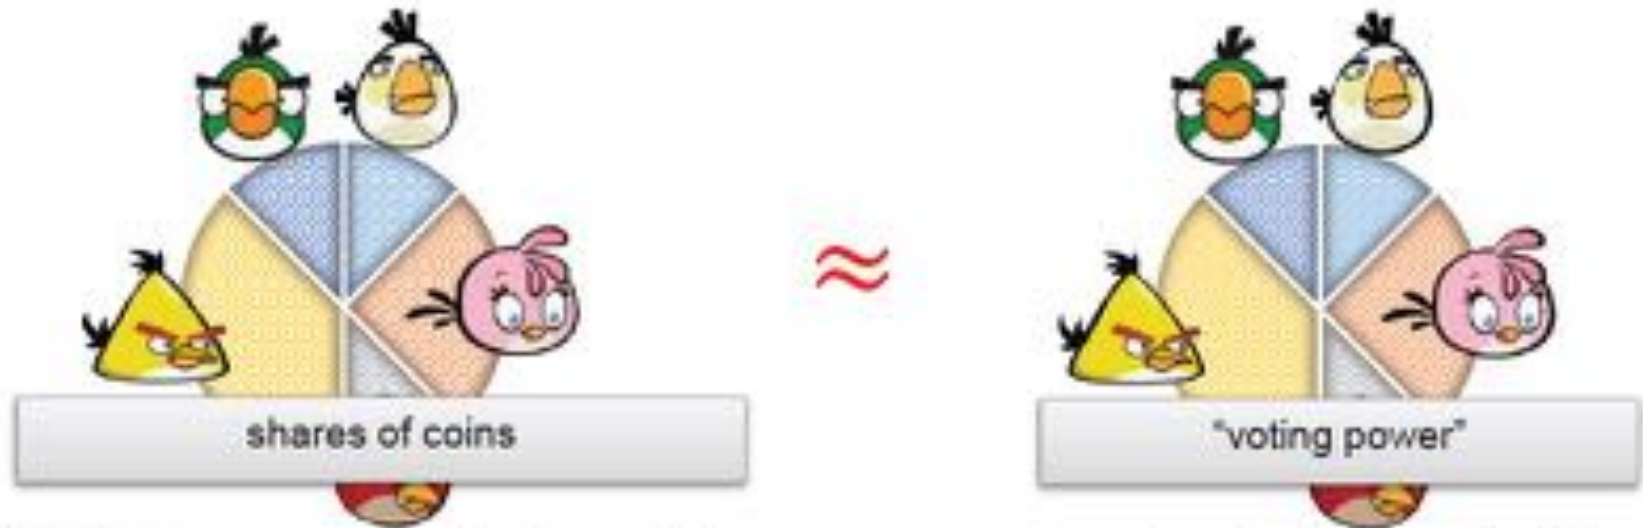 shares of coins
≈
“voting power”